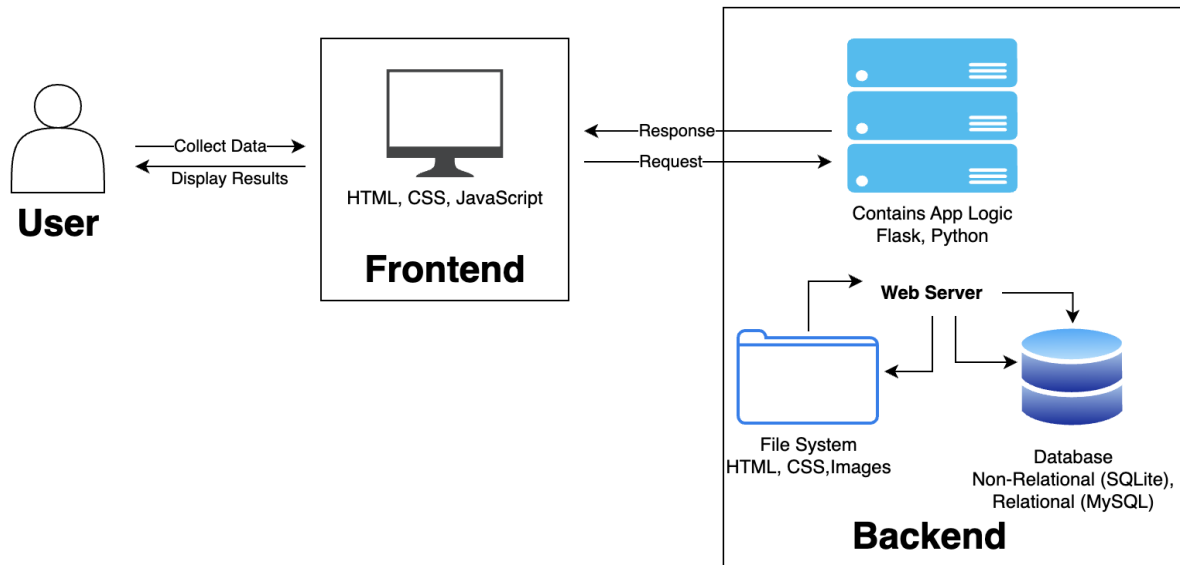 User
Collect Data
Display Results
HTML, CSS, JavaScript
Frontend
Response
Request
Contains App Logic
Flask, Python
Web Server
File System
HTML, CSS,Images
Database
Non-Relational (SQLite),
Relational (MySQL)
Backend